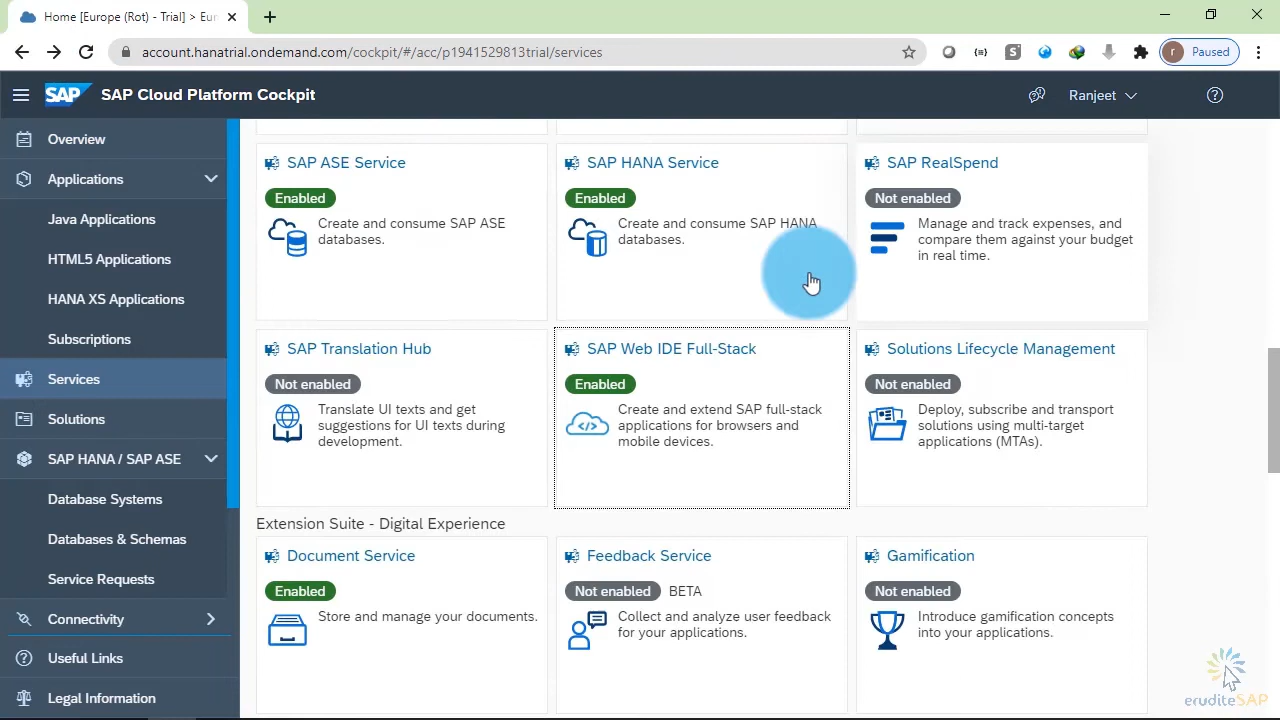 Home [Europe (Rot) - Trial] > Eur
account.hanatrial.ondemand.com/cockpit/#/acc/p1941529813trial/services
r Paused
SAP SAP Cloud Platform Cockpit
Ranjeet
Overview
Applications
Java Applications
HTML5 Applications
HANA XS Applications
Subscriptions
Services
Solutions
SAP HANA / SAP ASE
Database Systems
Databases & Schemas
Service Requests
Connectivity
Useful Links
Legal Information
SAP ASE Service
Enabled
Create and consume SAP ASE
databases.
SAP HANA Service
Enabled
Create and consume SAP HANA
databases.
SAP RealSpend
Not enabled
Manage and track expenses, and
compare them against your budget
in real time.
SAP Translation Hub
Not enabled
Translate UI texts and get
suggestions for UI texts during
development.
SAP Web IDE Full-Stack
Enabled
Create and extend SAP full-stack
applications for browsers and
mobile devices.
Solutions Lifecycle Management
Not enabled
Deploy, subscribe and transport
solutions using multi-target
applications (MTAs).
Extension Suite - Digital Experience
Document Service
Enabled
Store and manage your documents.
Feedback Service
Not enabled BETA
Collect and analyze user feedback
for your applications.
Gamification
Not enabled
Introduce gamification concepts
into your applications.
eruditeSAP